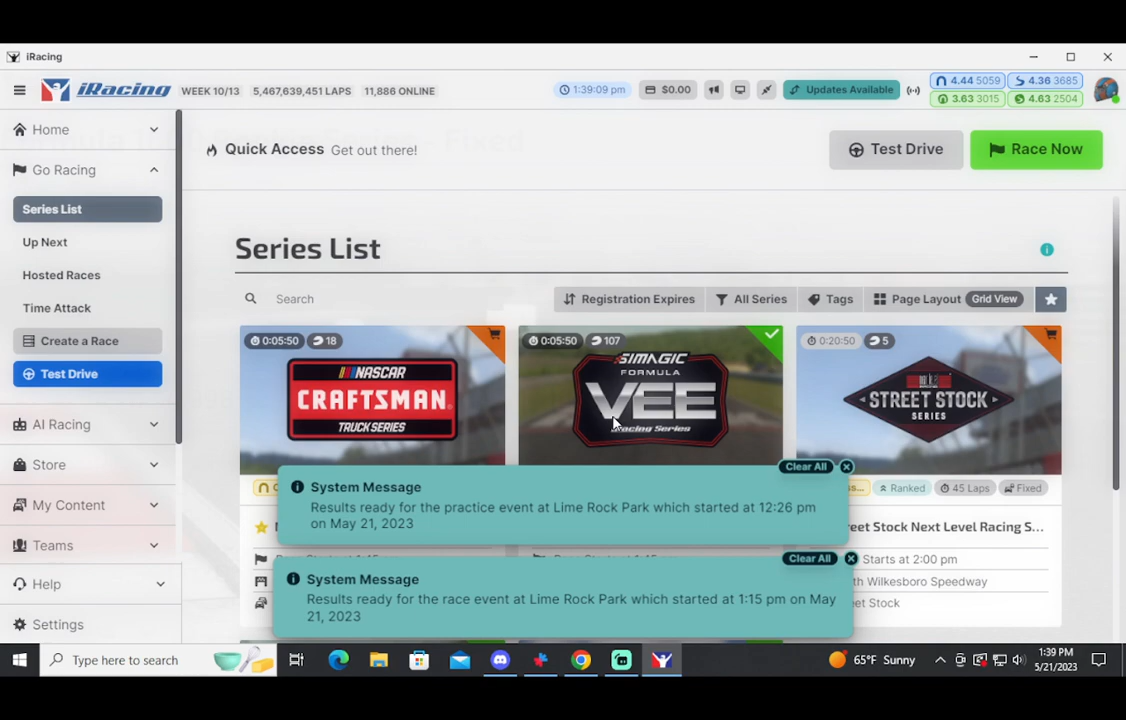 iRacing
iRacing
WEEK 10/13
5,467,639,451 LAPS
11,886 ONLINE
1:39:09 pm
$0.00
Updates Available
4.44 5059
4.36 3685
3.63 3015
4.63 2504
Home
Go Racing
Series List
Up Next
Hosted Races
Time Attack
Create a Race
Test Drive
AI Racing
Store
My Content
Teams
Help
Settings
Quick Access Get out there!
Test Drive
Race Now
Fixed
Series List
Search
Registration Expires
All Series
Tags
Page Layout Grid View
0:05:50 18
NASCAR
CRAFTSMAN
TRUCK SERIES
0:05:50 107
SIMAGIC
FORMULA
VEE
Racing Series
0:20:50 5
STREET STOCK
SERIES
Ranked
45 Laps
Fixed
Street Stock Next Level Racing S...
Starts at 2:00 pm
Wilkesboro Speedway
Stock
Clear All
System Message
Results ready for the practice event at Lime Rock Park which started at 12:26 pm
on May 21, 2023
Clear All
System Message
Results ready for the race event at Lime Rock Park which started at 1:15 pm on May
21, 2023
Type here to search
65°F Sunny
1:39 PM
5/21/2023